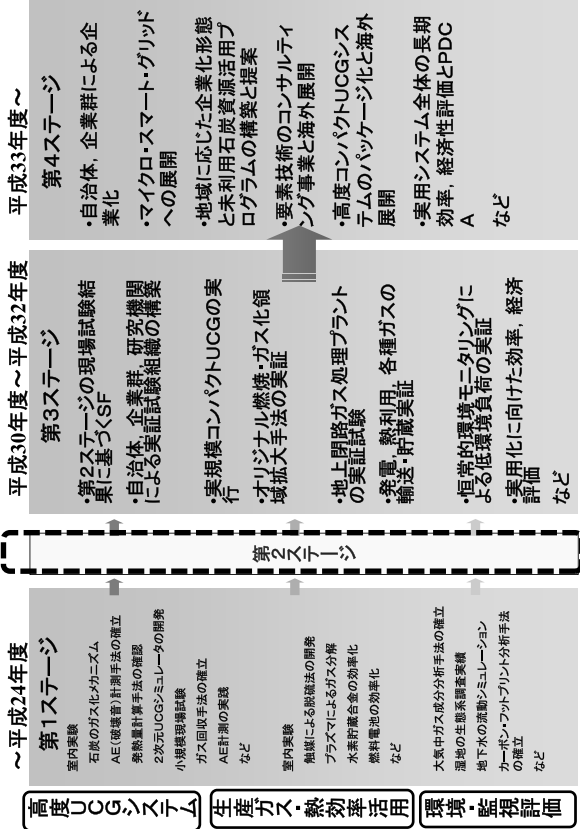 ～平成24年度
第１ステージ
高度UCGシステム
室内実験
石炭のガス化メカニズム
AE(破壊音)計測手法の確立
発熱量計算手法の確認
２次元UCGシミュレータの開発
小規模現場試験
ガス回収手法の確立
AE計測の実践
など
生産ガス・熱効率活用
室内実験
触媒による脱硫法の開発
プラズマによるガス分解
水素貯蔵合金の効率化
燃料電池の効率化
など
環境・監視評価
大気中ガス成分分析手法の確立
湿地の生態系調査実績
地下水の流動シミュレーション
カーボン・フットプリント分析手法
の確立
など
第２ステージ
平成30年度～平成32年度
第３ステージ
・第２ステージの現場試験結
果に基づくSF
・自治体，企業群，研究機関
による実証試験組織の構築
・実規模コンパクトUCGの実
行
・オリジナル燃焼・ガス化領
域拡大手法の実証
・地上閉路ガス処理プラント
の実証試験
・発電，熱利用，各種ガスの
輸送・貯蔵実証
・恒常的環境モニタリングに
よる低環境負荷の実証
・実用化に向けた効率，経済
評価
など
平成33年度～
第４ステージ
・自治体，企業群による企
業化
・マイクロ・スマート・グリッド
への展開
・地域に応じた企業化形態
と未利用石炭資源活用プ
ログラムの構築と提案
・要素技術のコンサルティ
ング事業と海外展開
・高度コンパクトUCGシス
テムのパッケージ化と海外
展開
・実用システム全体の長期
効率，経済性評価とPDC
A
など